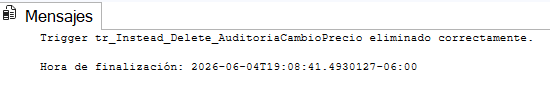 Mensajes
Trigger tr_Instead_Delete_AuditoriaCambioPrecio eliminado correctamente.
Hora de finalización: 2026-06-04T19:08:41.4930127-06:00